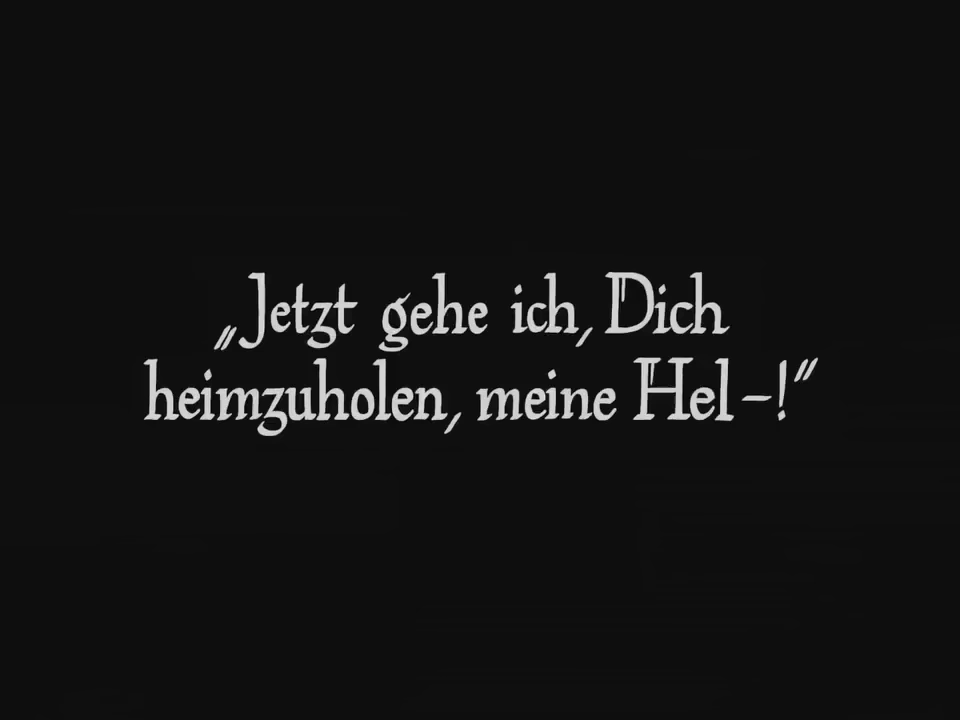 „Jetzt gehe ich, Dich
heimzuholen, meine Hel–!“